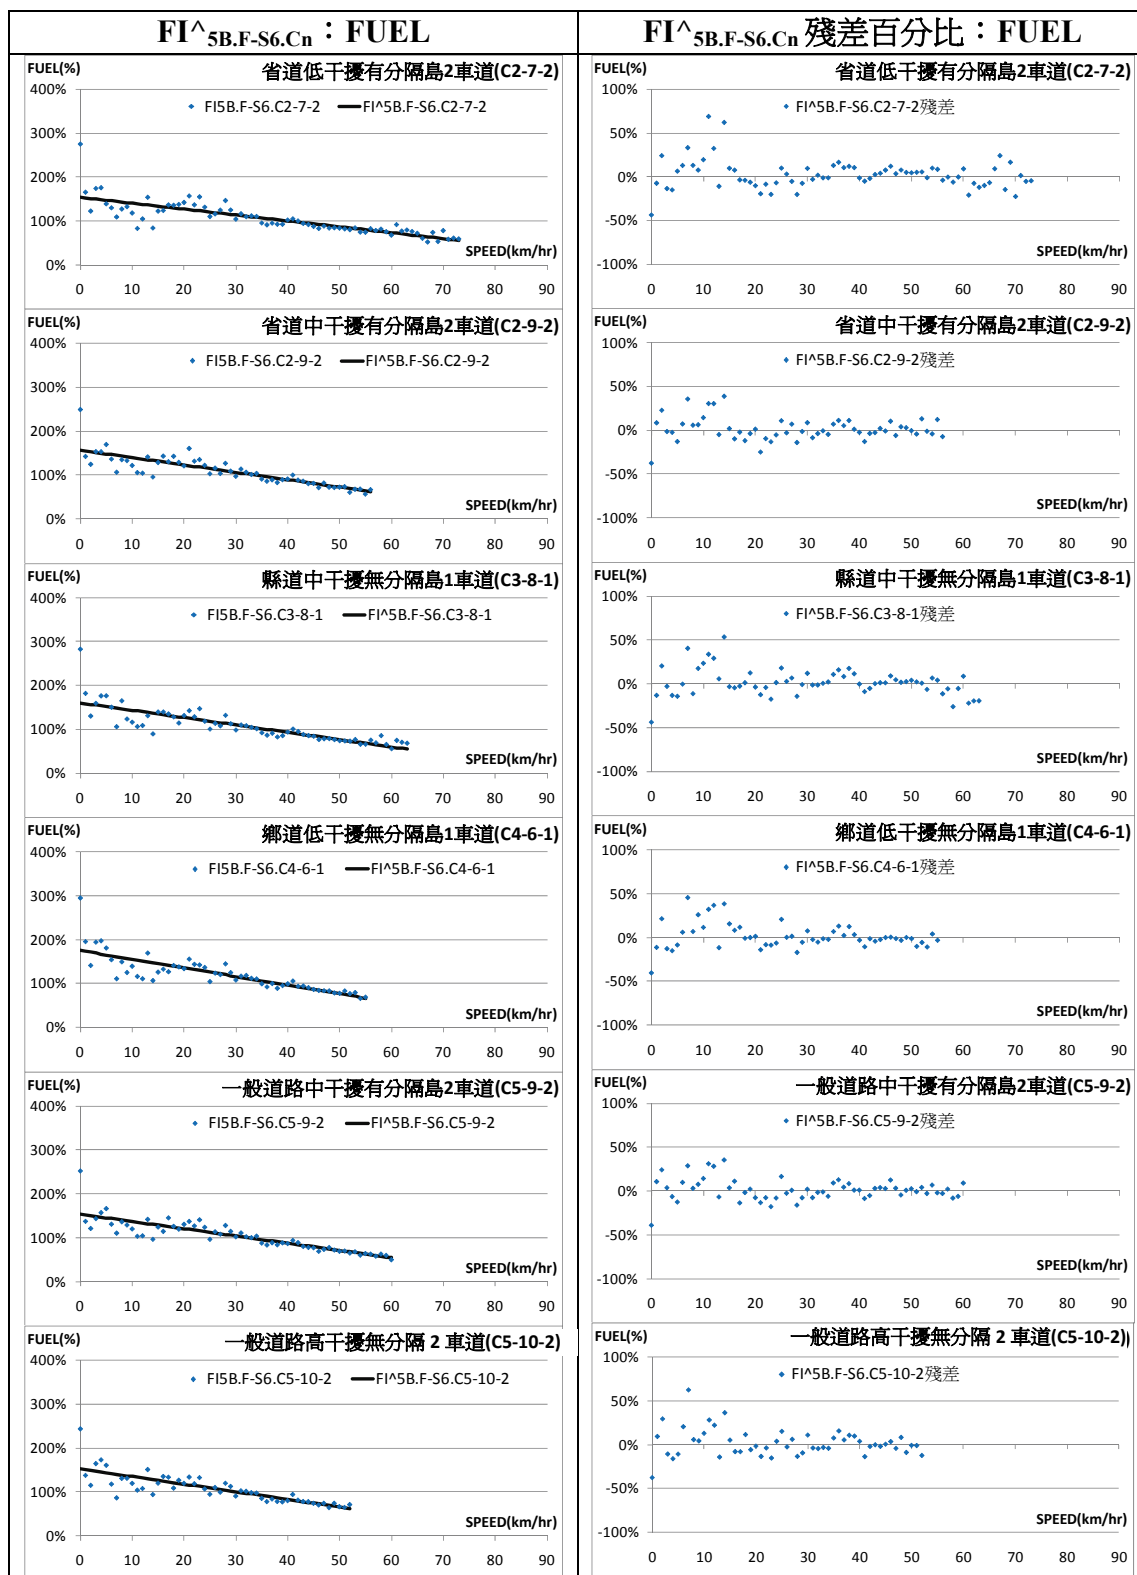 FI^5B.F-S6.Cn：FUEL
FI^5B.F-S6.Cn 殘差百分比：FUEL
FUEL(%)
省道低干擾有分隔島2車道(C2-7-2)
FI5B.F-S6.C2-7-2
FI^5B.F-S6.C2-7-2
400%
300%
200%
100%
0%
SPEED(km/hr)
0 10 20 30 40 50 60 70 80 90
FUEL(%)
省道低干擾有分隔島2車道(C2-7-2)
FI^5B.F-S6.C2-7-2殘差
100%
50%
0%
-50%
-100%
SPEED(km/hr)
0 10 20 30 40 50 60 70 80 90
FUEL(%)
省道中干擾有分隔島2車道(C2-9-2)
FI5B.F-S6.C2-9-2
FI^5B.F-S6.C2-9-2
400%
300%
200%
100%
0%
SPEED(km/hr)
0 10 20 30 40 50 60 70 80 90
FUEL(%)
省道中干擾有分隔島2車道(C2-9-2)
FI^5B.F-S6.C2-9-2殘差
100%
50%
0%
-50%
-100%
SPEED(km/hr)
0 10 20 30 40 50 60 70 80 90
FUEL(%)
縣道中干擾無分隔島1車道(C3-8-1)
FI5B.F-S6.C3-8-1
FI^5B.F-S6.C3-8-1
400%
300%
200%
100%
0%
SPEED(km/hr)
0 10 20 30 40 50 60 70 80 90
FUEL(%)
縣道中干擾無分隔島1車道(C3-8-1)
FI^5B.F-S6.C3-8-1殘差
100%
50%
0%
-50%
-100%
SPEED(km/hr)
0 10 20 30 40 50 60 70 80 90
FUEL(%)
鄉道低干擾無分隔島1車道(C4-6-1)
FI5B.F-S6.C4-6-1
FI^5B.F-S6.C4-6-1
400%
300%
200%
100%
0%
SPEED(km/hr)
0 10 20 30 40 50 60 70 80 90
FUEL(%)
鄉道低干擾無分隔島1車道(C4-6-1)
FI^5B.F-S6.C4-6-1殘差
100%
50%
0%
-50%
-100%
SPEED(km/hr)
0 10 20 30 40 50 60 70 80 90
FUEL(%)
一般道路中干擾有分隔島2車道(C5-9-2)
FI5B.F-S6.C5-9-2
FI^5B.F-S6.C5-9-2
400%
300%
200%
100%
0%
SPEED(km/hr)
0 10 20 30 40 50 60 70 80 90
FUEL(%)
一般道路中干擾有分隔島2車道(C5-9-2)
FI^5B.F-S6.C5-9-2殘差
100%
50%
0%
-50%
-100%
SPEED(km/hr)
0 10 20 30 40 50 60 70 80 90
FUEL(%)
一般道路高干擾無分隔 2 車道(C5-10-2)
FI5B.F-S6.C5-10-2
FI^5B.F-S6.C5-10-2
400%
300%
200%
100%
0%
SPEED(km/hr)
0 10 20 30 40 50 60 70 80 90
FUEL(%)
一般道路高干擾無分隔 2 車道(C5-10-2)
FI^5B.F-S6.C5-10-2殘差
100%
50%
0%
-50%
-100%
SPEED(km/hr)
0 10 20 30 40 50 60 70 80 90